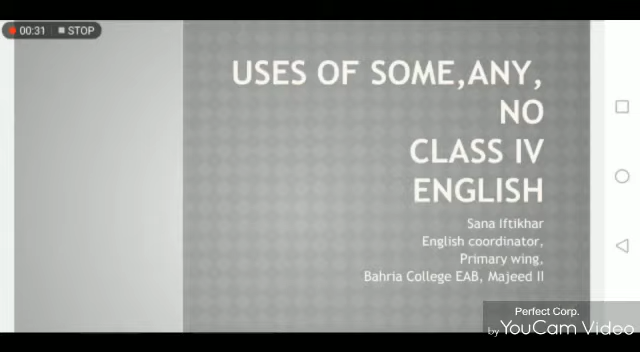 00:31 STOP
USES OF SOME,ANY,
NO
CLASS IV
ENGLISH
Sana Iftikhar
English coordinator,
Primary wing,
Bahria College EAB, Majeed II
Perfect Corp.
by YouCam Video